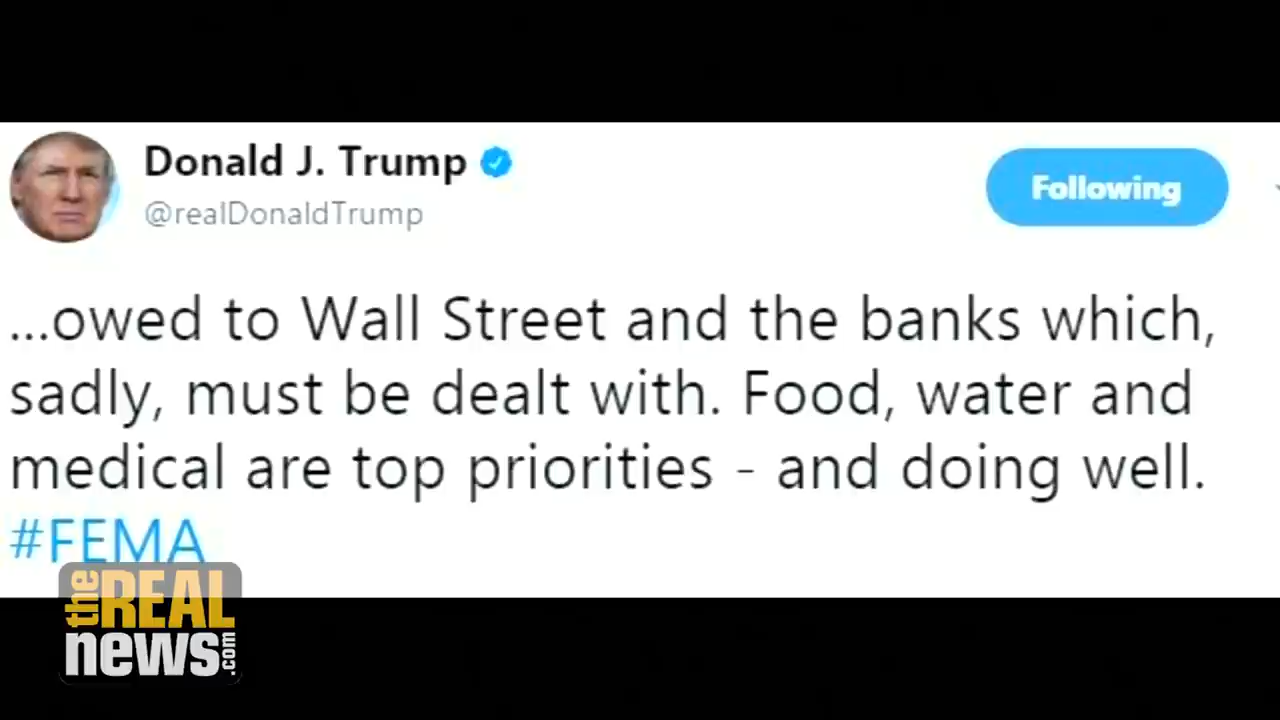 Donald J. Trump
@realDonaldTrump
Following
...owed to Wall Street and the banks which,
sadly, must be dealt with. Food, water and
medical are top priorities - and doing well.
#FEMA
the REAL
news.com